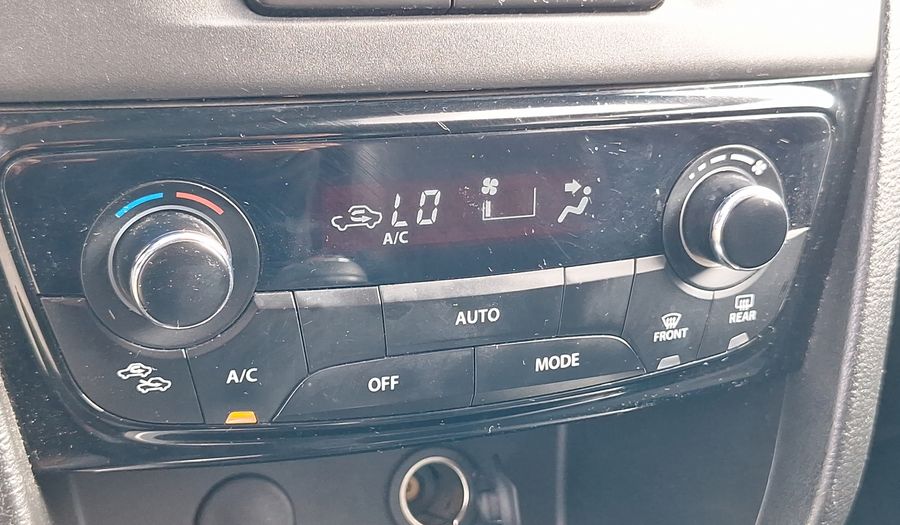 LO
A/C
AUTO
FRONT
REAR
A/C
OFF
MODE